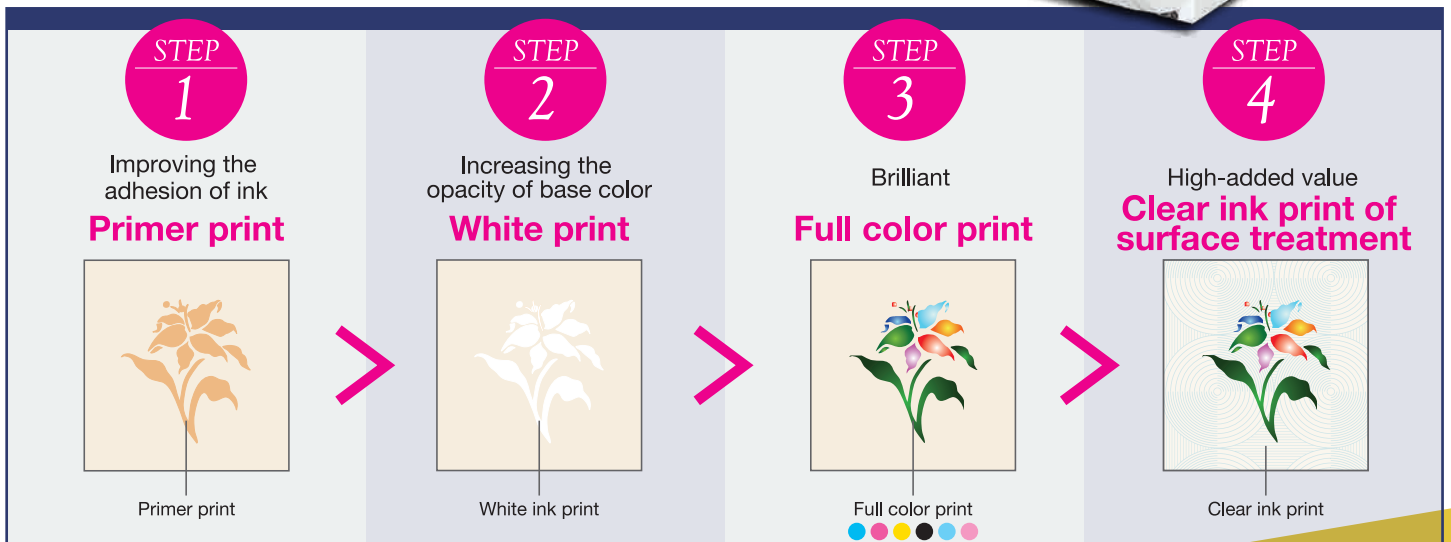 STEP
1
Improving the
adhesion of ink
Primer print
Primer print
STEP
2
Increasing the
opacity of base color
White print
White ink print
STEP
3
Brilliant
Full color print
Full color print
STEP
4
High-added value
Clear ink print of
surface treatment
Clear ink print